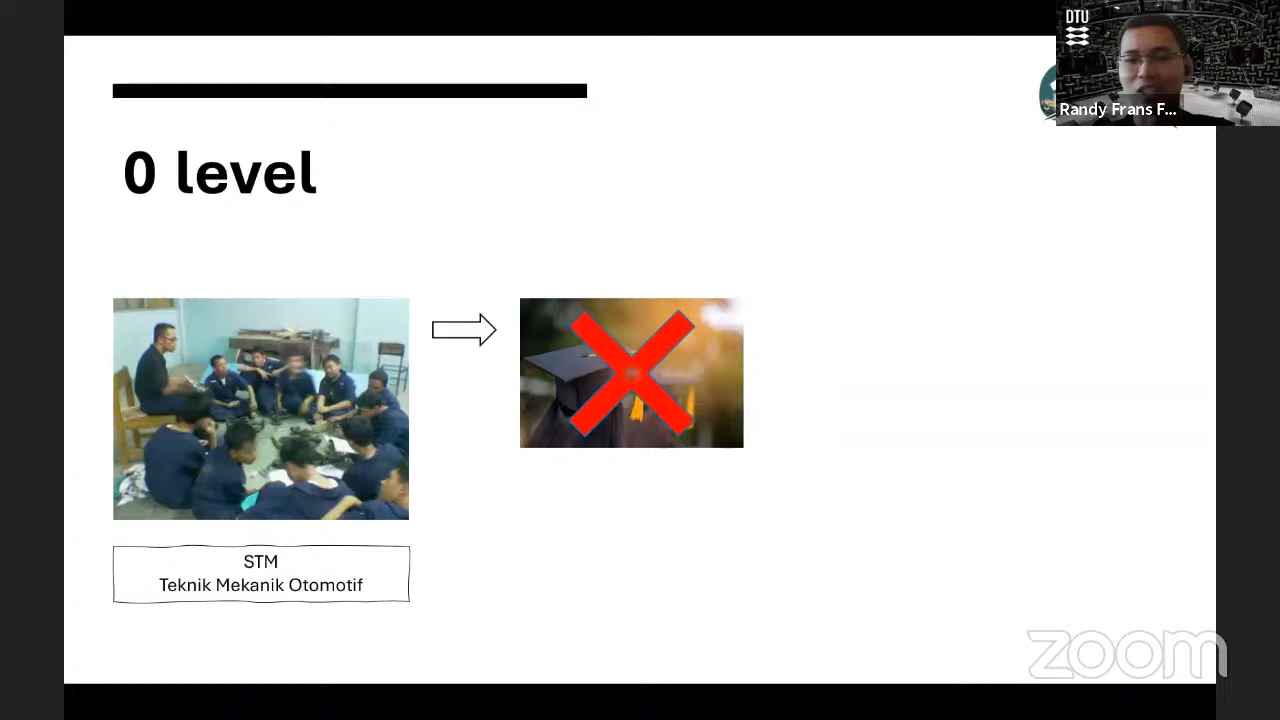 DTU
Randy Frans F...
0 level
STM
Teknik Mekanik Otomotif
zoom